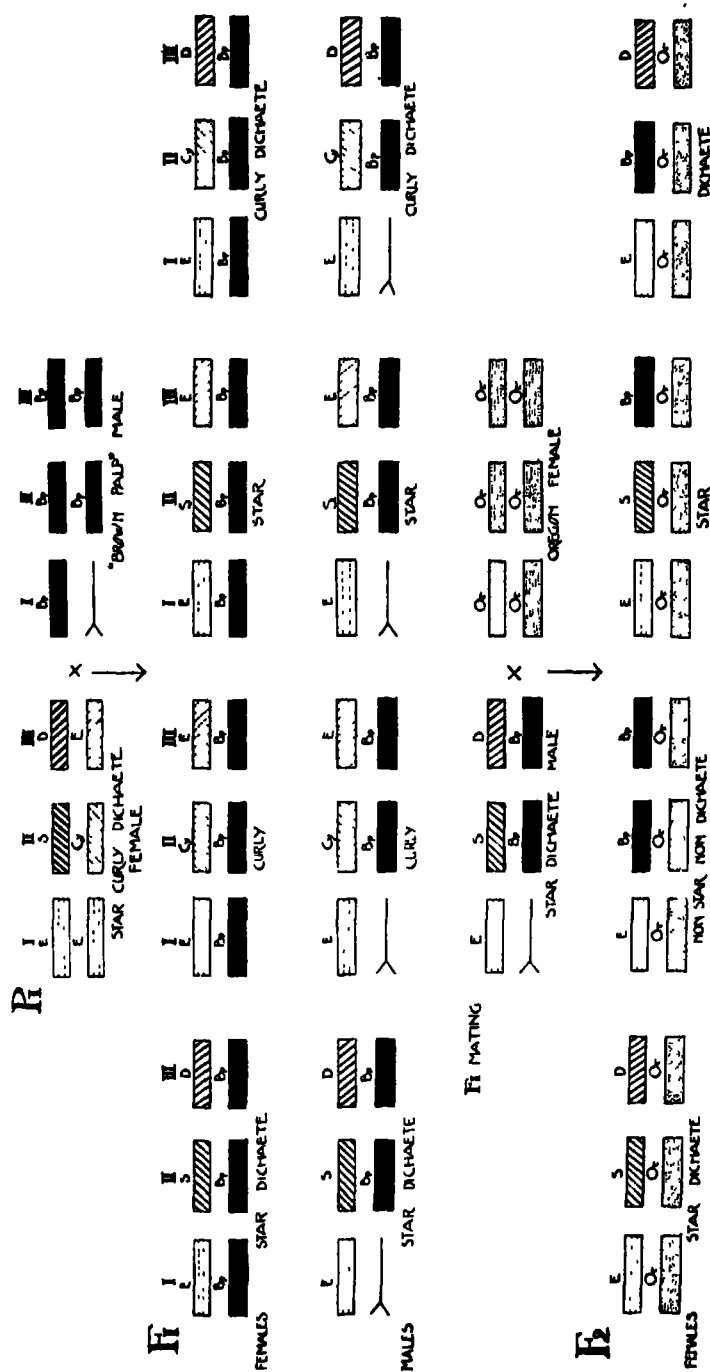 P1
I II III I II III
E S D Bp Bp Bp
E Cy E × Bp Bp
STAR CURLY DICHAETE "BROWN PALP" MALE
FEMALE
F1
I II III I II III I II III I II III
E S D E Cy E E S E E Cy D
Bp Bp Bp Bp Bp Bp Bp Bp Bp Bp Bp Bp
FEMALES STAR DICHAETE CURLY STAR CURLY DICHAETE
E S D E Cy E E S E E Cy D
Bp Bp Bp Bp Bp Bp Bp Bp
MALES STAR DICHAETE CURLY STAR CURLY DICHAETE
F1 MATING
E S D Or Or Or
Bp Bp × Or Or Or
STAR DICHAETE MALE OREGON FEMALE
F2
E S D E Bp Bp E S Bp E Bp D
Or Or Or Or Or Or Or Or Or Or Or Or
FEMALES STAR DICHAETE NON STAR NON DICHAETE STAR DICHAETE